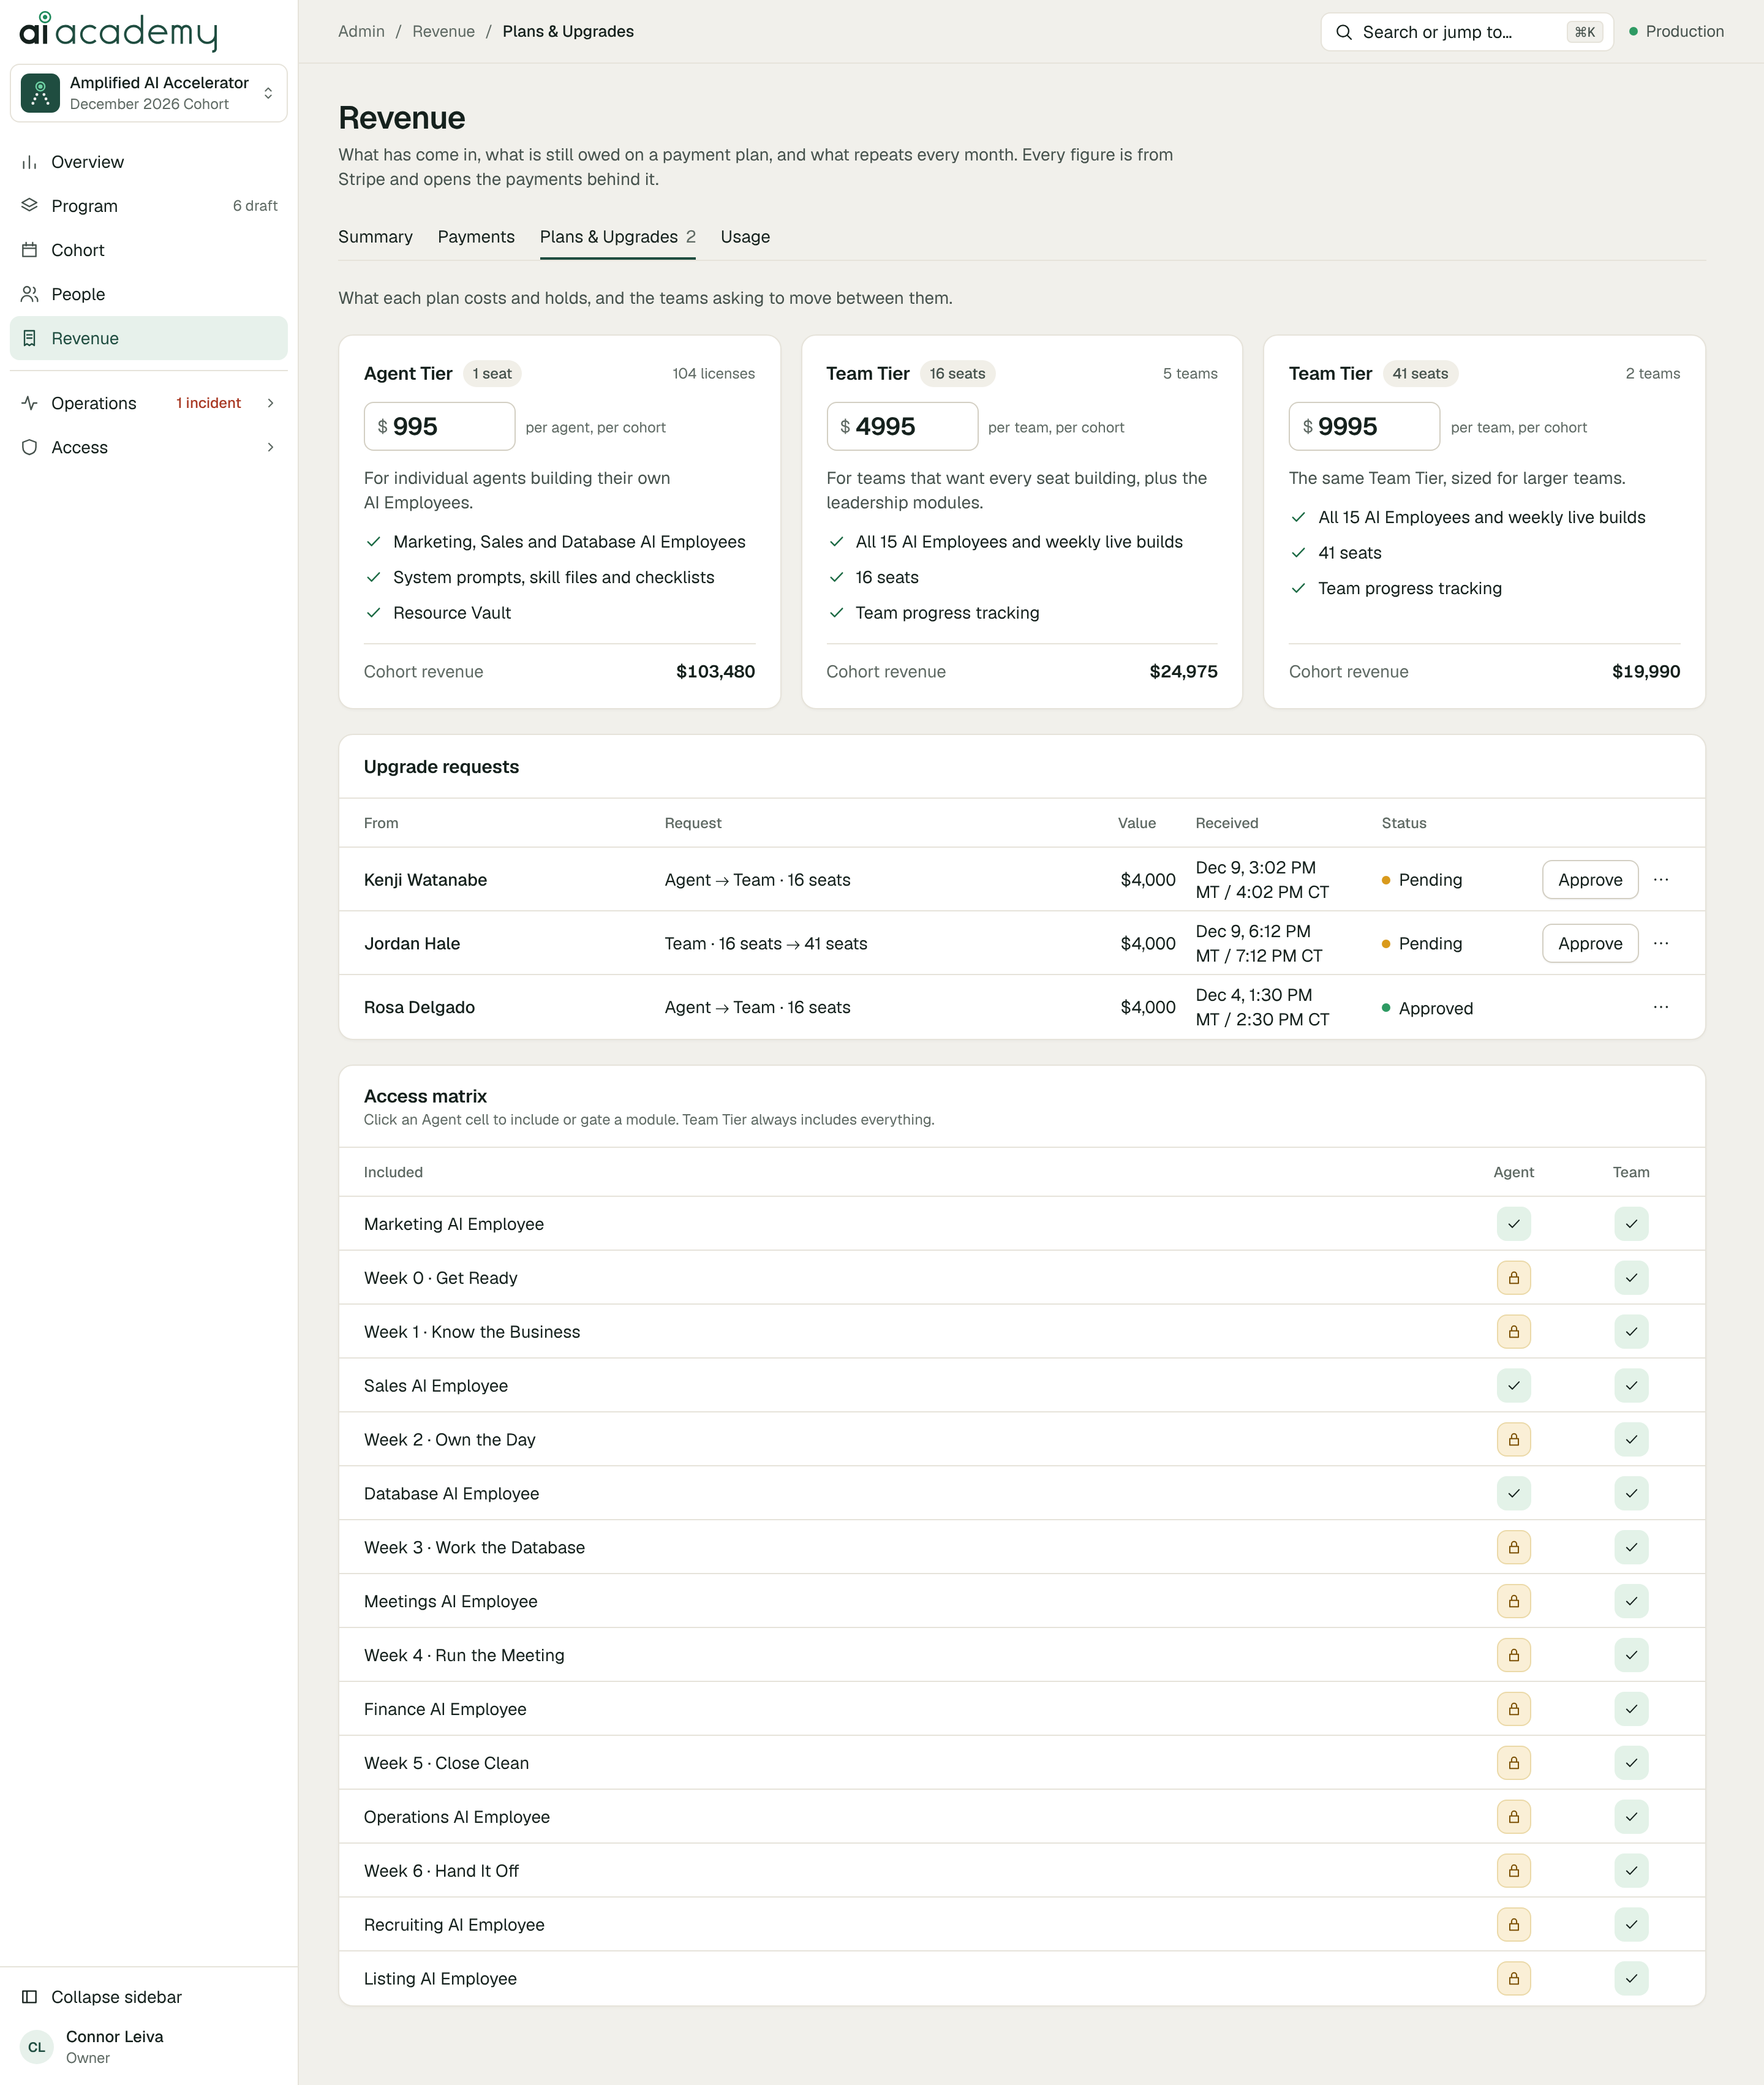 ai academy
Amplified AI Accelerator
December 2026 Cohort
Overview
Program 6 draft
Cohort
People
Revenue
Operations 1 incident
Access
Collapse sidebar
CL
Connor Leiva
Owner
Admin / Revenue / Plans & Upgrades
Search or jump to... ⌘K
Production
Revenue
What has come in, what is still owed on a payment plan, and what repeats every month. Every figure is from
Stripe and opens the payments behind it.
Summary Payments Plans & Upgrades 2 Usage
What each plan costs and holds, and the teams asking to move between them.
Agent Tier 1 seat 104 licenses
$ 995 per agent, per cohort
For individual agents building their own
AI Employees.
Marketing, Sales and Database AI Employees
System prompts, skill files and checklists
Resource Vault
Cohort revenue $103,480
Team Tier 16 seats 5 teams
$ 4995 per team, per cohort
For teams that want every seat building, plus the
leadership modules.
All 15 AI Employees and weekly live builds
16 seats
Team progress tracking
Cohort revenue $24,975
Team Tier 41 seats 2 teams
$ 9995 per team, per cohort
The same Team Tier, sized for larger teams.
All 15 AI Employees and weekly live builds
41 seats
Team progress tracking
Cohort revenue $19,990
Upgrade requests
From Request Value Received Status
Kenji Watanabe Agent → Team · 16 seats $4,000 Dec 9, 3:02 PM
MT / 4:02 PM CT Pending Approve ...
Jordan Hale Team · 16 seats → 41 seats $4,000 Dec 9, 6:12 PM
MT / 7:12 PM CT Pending Approve ...
Rosa Delgado Agent → Team · 16 seats $4,000 Dec 4, 1:30 PM
MT / 2:30 PM CT Approved ...
Access matrix
Click an Agent cell to include or gate a module. Team Tier always includes everything.
Included Agent Team
Marketing AI Employee
Week 0 · Get Ready
Week 1 · Know the Business
Sales AI Employee
Week 2 · Own the Day
Database AI Employee
Week 3 · Work the Database
Meetings AI Employee
Week 4 · Run the Meeting
Finance AI Employee
Week 5 · Close Clean
Operations AI Employee
Week 6 · Hand It Off
Recruiting AI Employee
Listing AI Employee